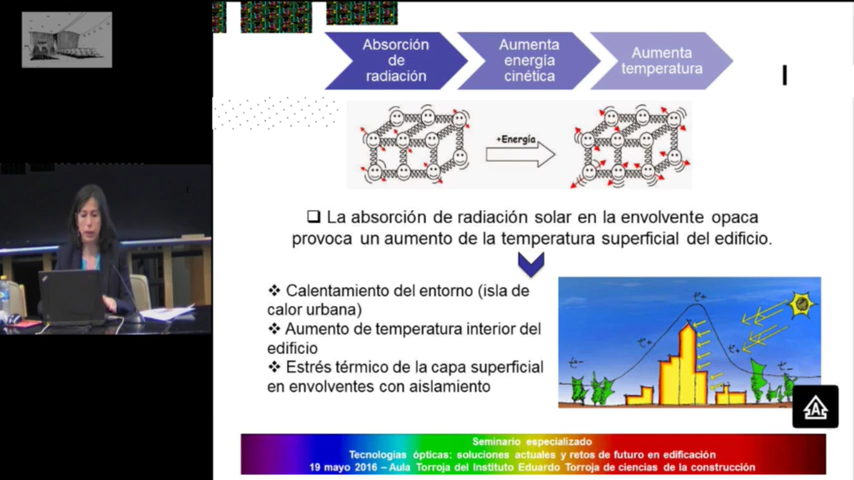 Absorción
de
radiación
Aumenta
energía
cinética
Aumenta
temperatura
+Energía
❑ La absorción de radiación solar en la envolvente opaca
provoca un aumento de la temperatura superficial del edificio.
❖ Calentamiento del entorno (isla de
calor urbana)
❖ Aumento de temperatura interior del
edificio
❖ Estrés térmico de la capa superficial
en envolventes con aislamiento
t+
t+
t+
t-
t-
A
Seminario especializado
Tecnologías ópticas: soluciones actuales y retos de futuro en edificación
19 mayo 2016 – Aula Torroja del Instituto Eduardo Torroja de ciencias de la construcción